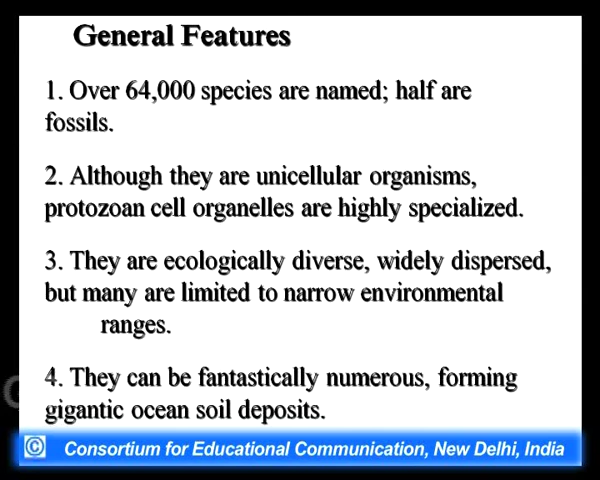 General Features
1. Over 64,000 species are named; half are
fossils.
2. Although they are unicellular organisms,
protozoan cell organelles are highly specialized.
3. They are ecologically diverse, widely dispersed,
but many are limited to narrow environmental
ranges.
4. They can be fantastically numerous, forming
gigantic ocean soil deposits.
© Consortium for Educational Communication, New Delhi, India